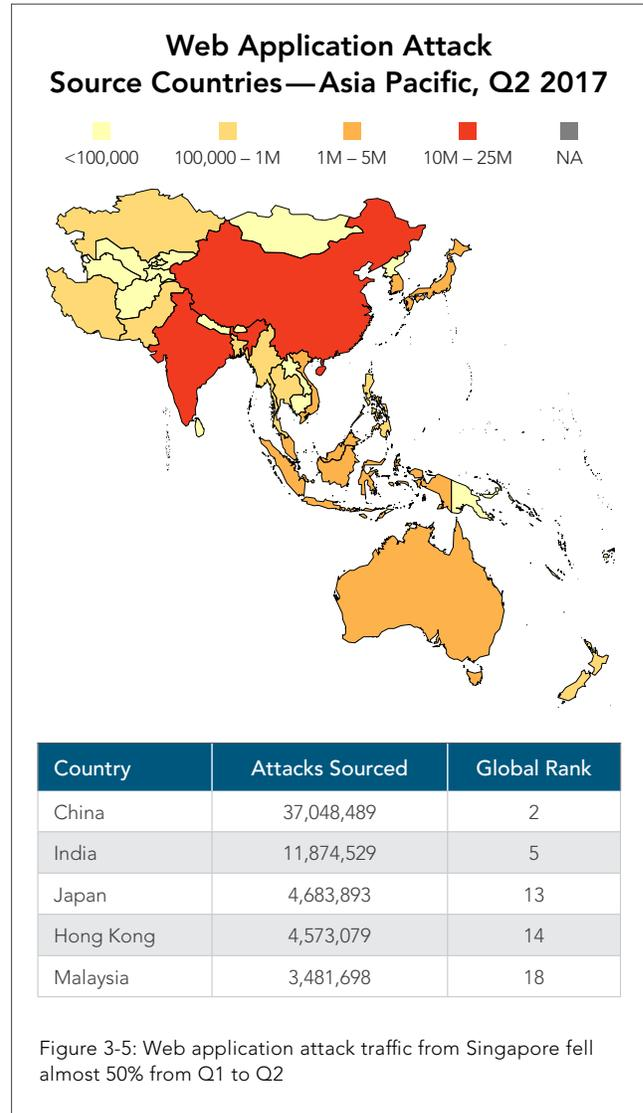 Web Application Attack
Source Countries—Asia Pacific, Q2 2017
<100,000 100,000 – 1M 1M – 5M 10M – 25M NA
Country Attacks Sourced Global Rank
China 37,048,489 2
India 11,874,529 5
Japan 4,683,893 13
Hong Kong 4,573,079 14
Malaysia 3,481,698 18
Figure 3-5: Web application attack traffic from Singapore fell
almost 50% from Q1 to Q2